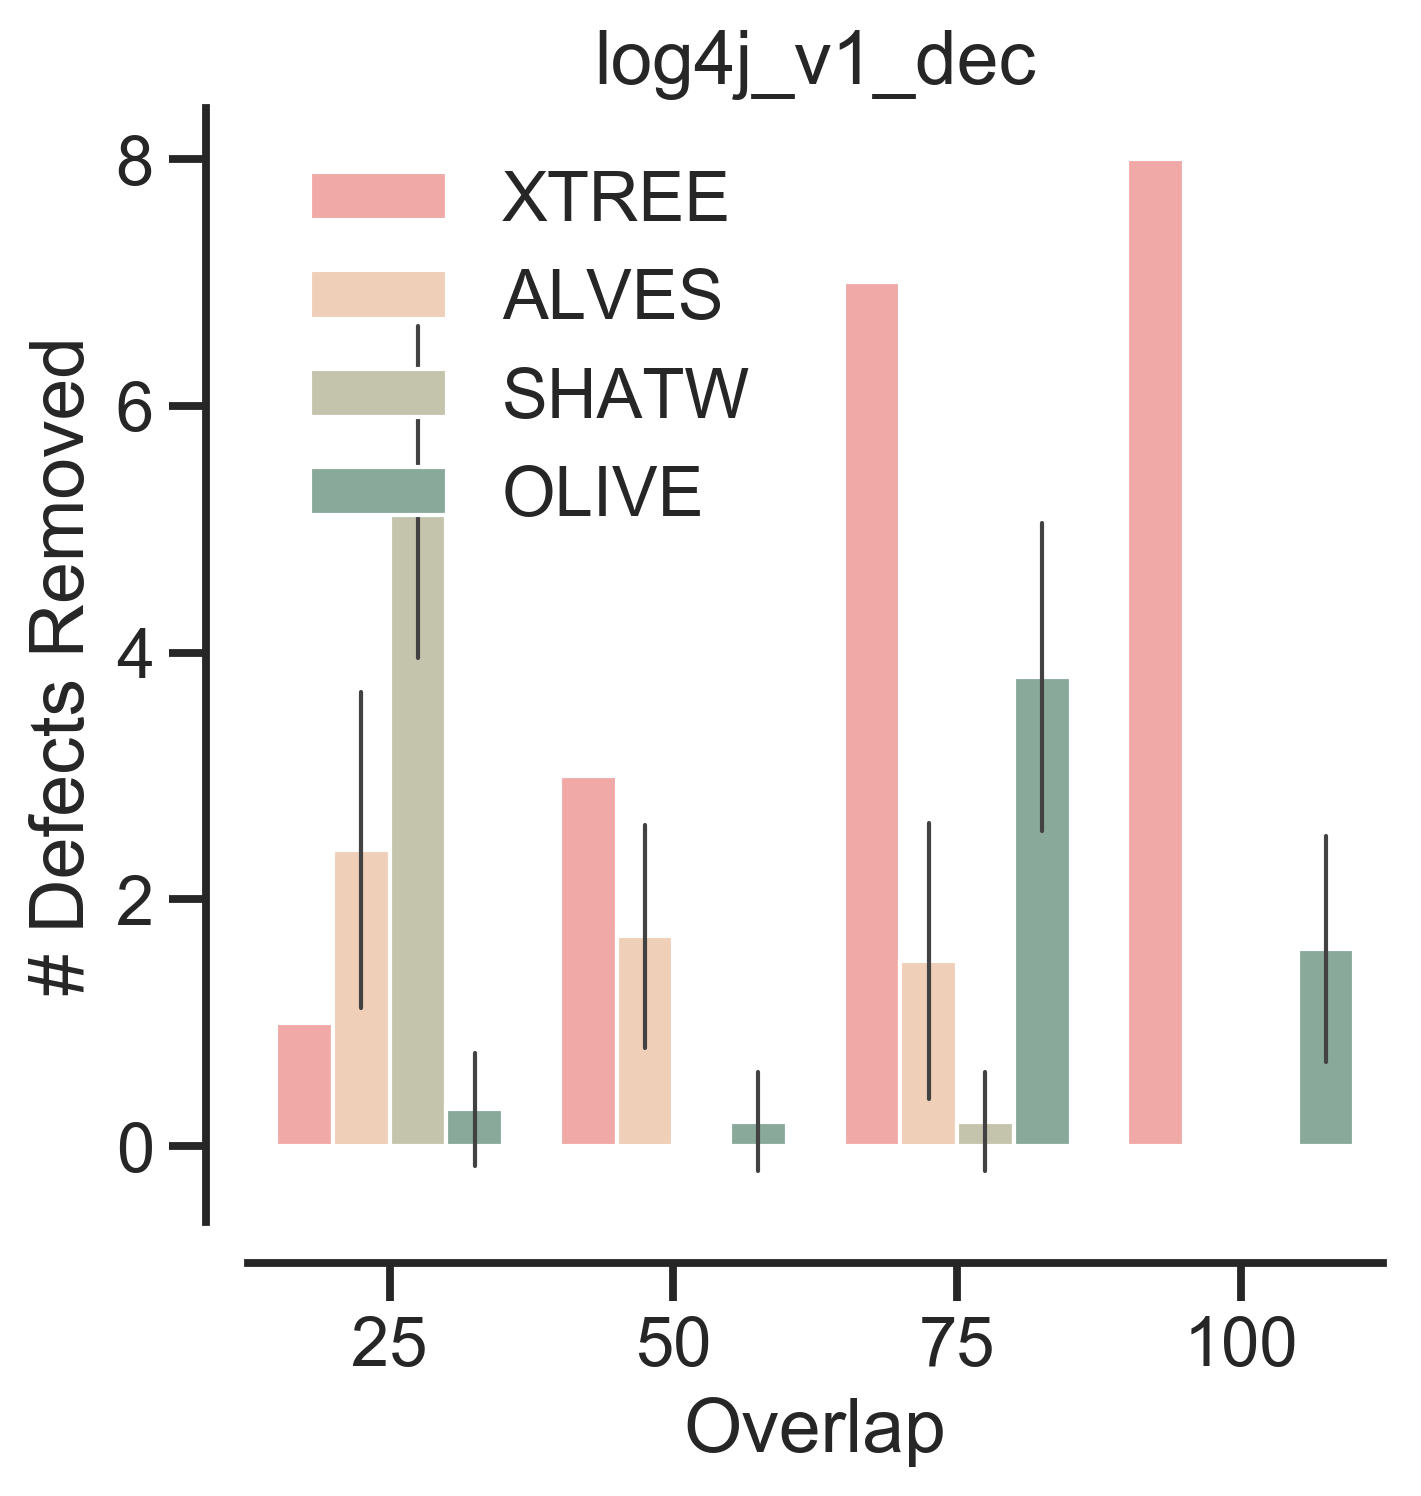 log4j_v1_dec
8
6
4
2
0
# Defects Removed
XTREE
ALVES
SHATW
OLIVE
25 50 75 100
Overlap